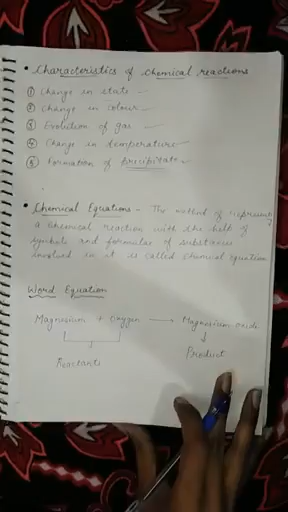 • Characteristics of chemical reactions
① Change in state
② Change in colour
③ Evolution of gas
④ Change in temperature
⑤ Formation of precipitate
• Chemical Equations - The method of representing
a chemical reaction with the help of
symbols and formulas of substances
involved in it is called chemical equation
Word Equation
Magnesium + Oxygen → Magnesium oxide
Reactants
Product